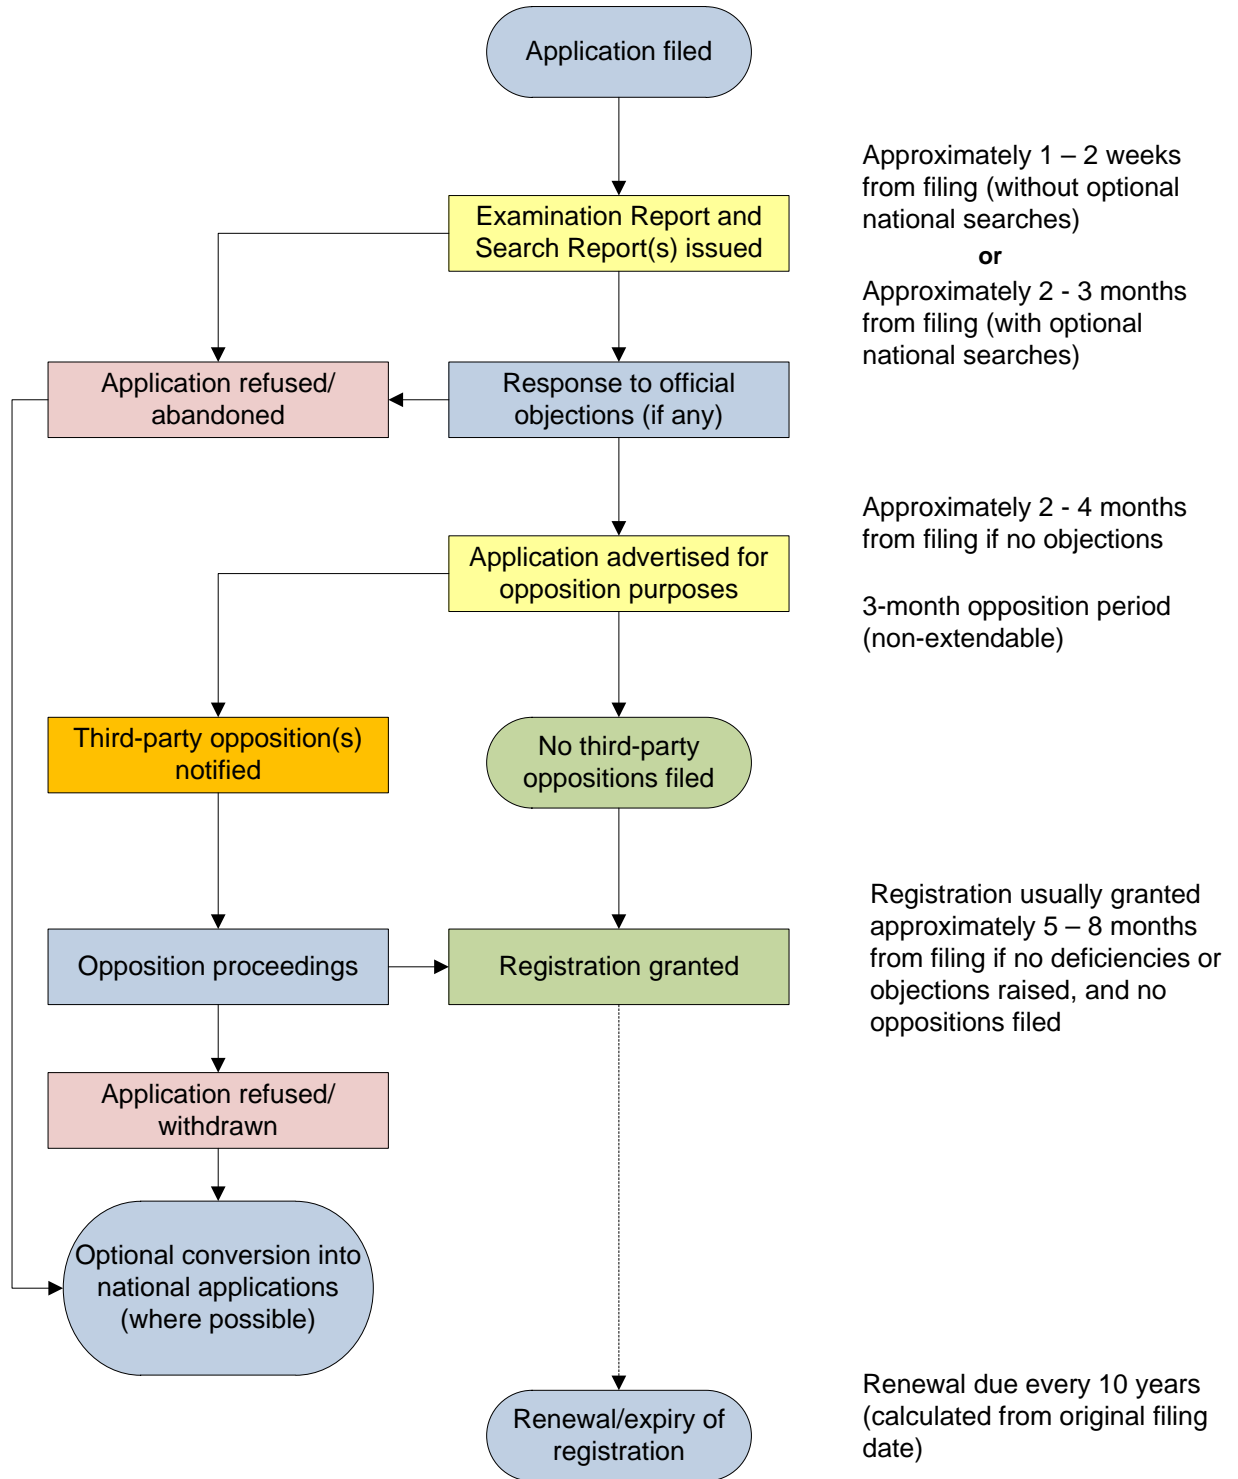 Application filed
Approximately 1 – 2 weeks
from filing (without optional
national searches)
or
Approximately 2 - 3 months
from filing (with optional
national searches)
Examination Report and
Search Report(s) issued
Application refused/
abandoned
Response to official
objections (if any)
Approximately 2 - 4 months
from filing if no objections
3-month opposition period
(non-extendable)
Application advertised for
opposition purposes
Third-party opposition(s)
notified
No third-party
oppositions filed
Registration usually granted
approximately 5 – 8 months
from filing if no deficiencies or
objections raised, and no
oppositions filed
Opposition proceedings
Registration granted
Application refused/
withdrawn
Optional conversion into
national applications
(where possible)
Renewal/expiry of
registration
Renewal due every 10 years
(calculated from original filing
date)